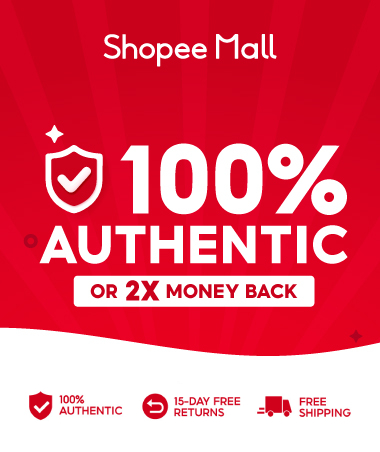 Shopee Mall
100%
AUTHENTIC
OR 2X MONEY BACK
100%
AUTHENTIC
15-DAY FREE
RETURNS
FREE
SHIPPING